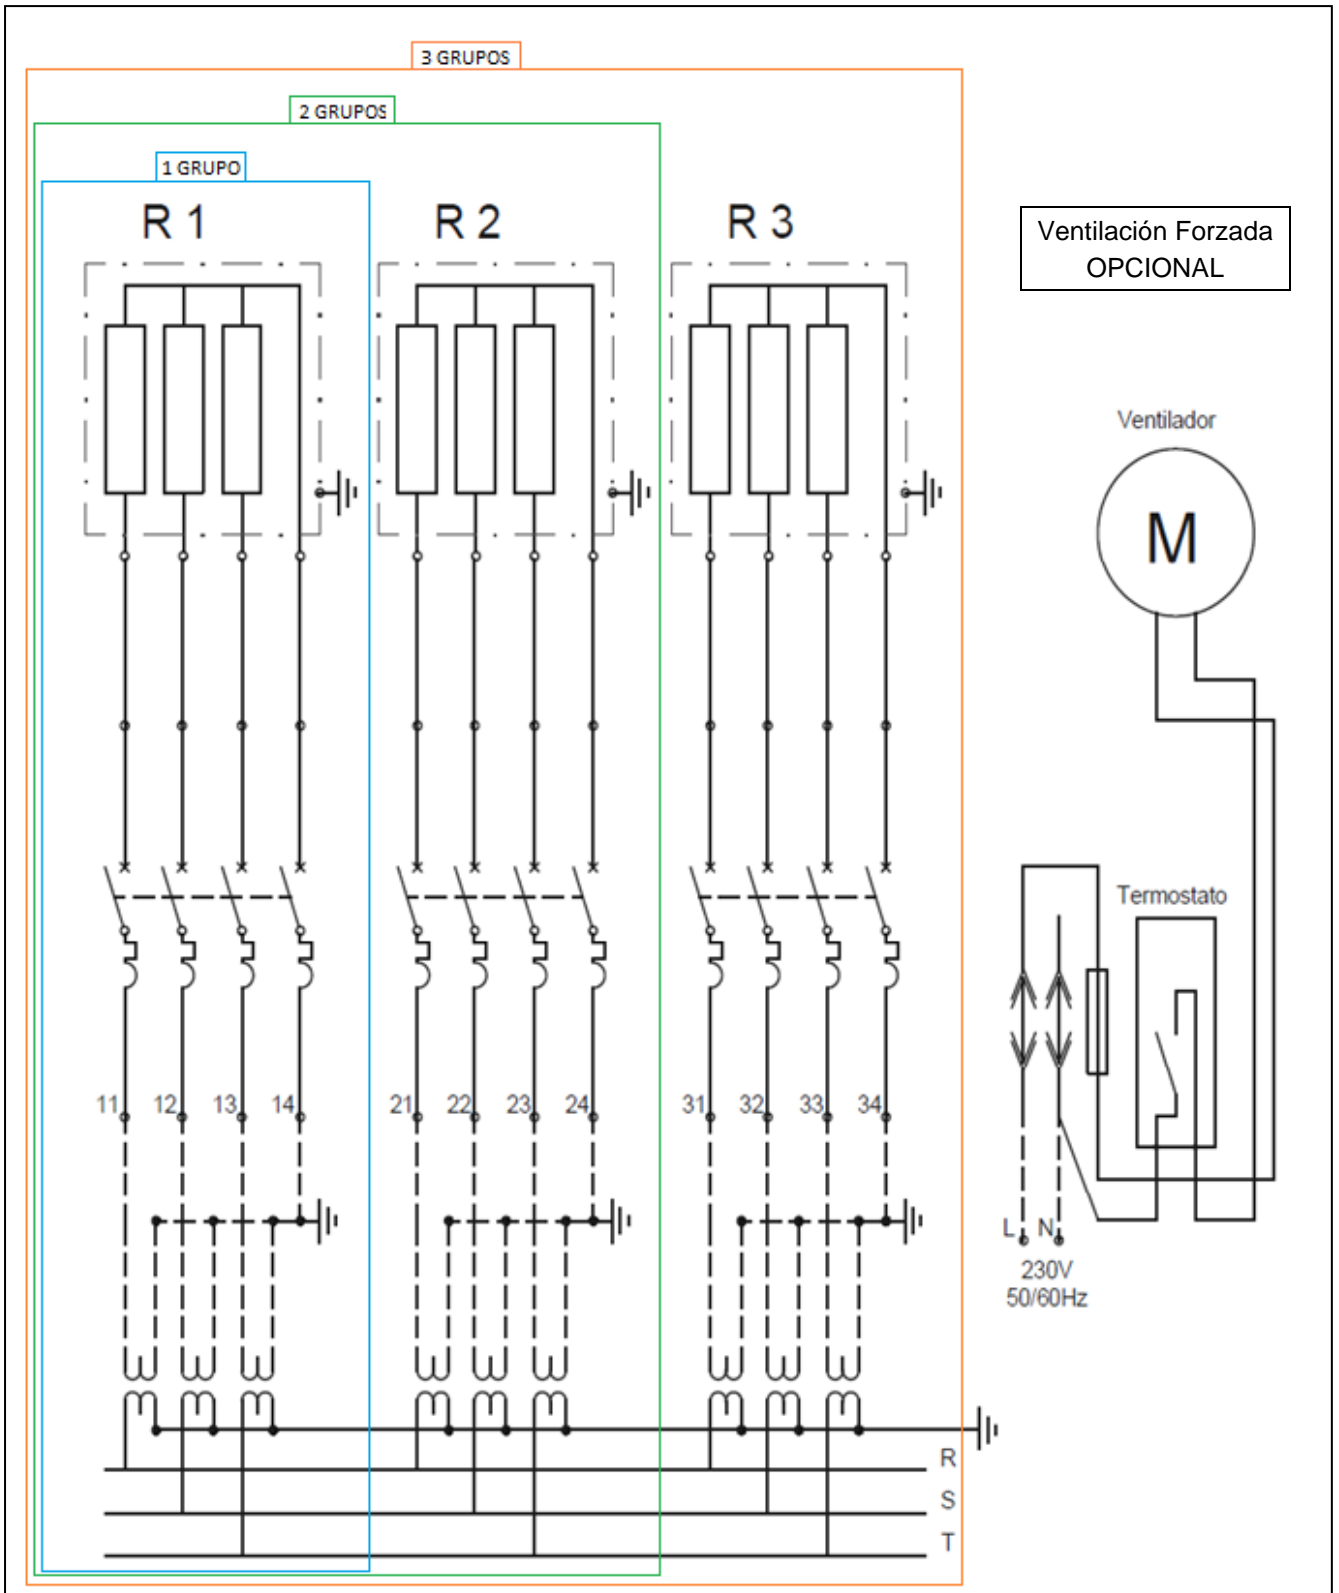 3 GRUPOS
2 GRUPOS
1 GRUPO
R 1
R 2
R 3
Ventilación Forzada
OPCIONAL
Ventilador
M
Termostato
11 12 13 14 21 22 23 24 31 32 33 34
L N
230V
50/60Hz
R
S
T